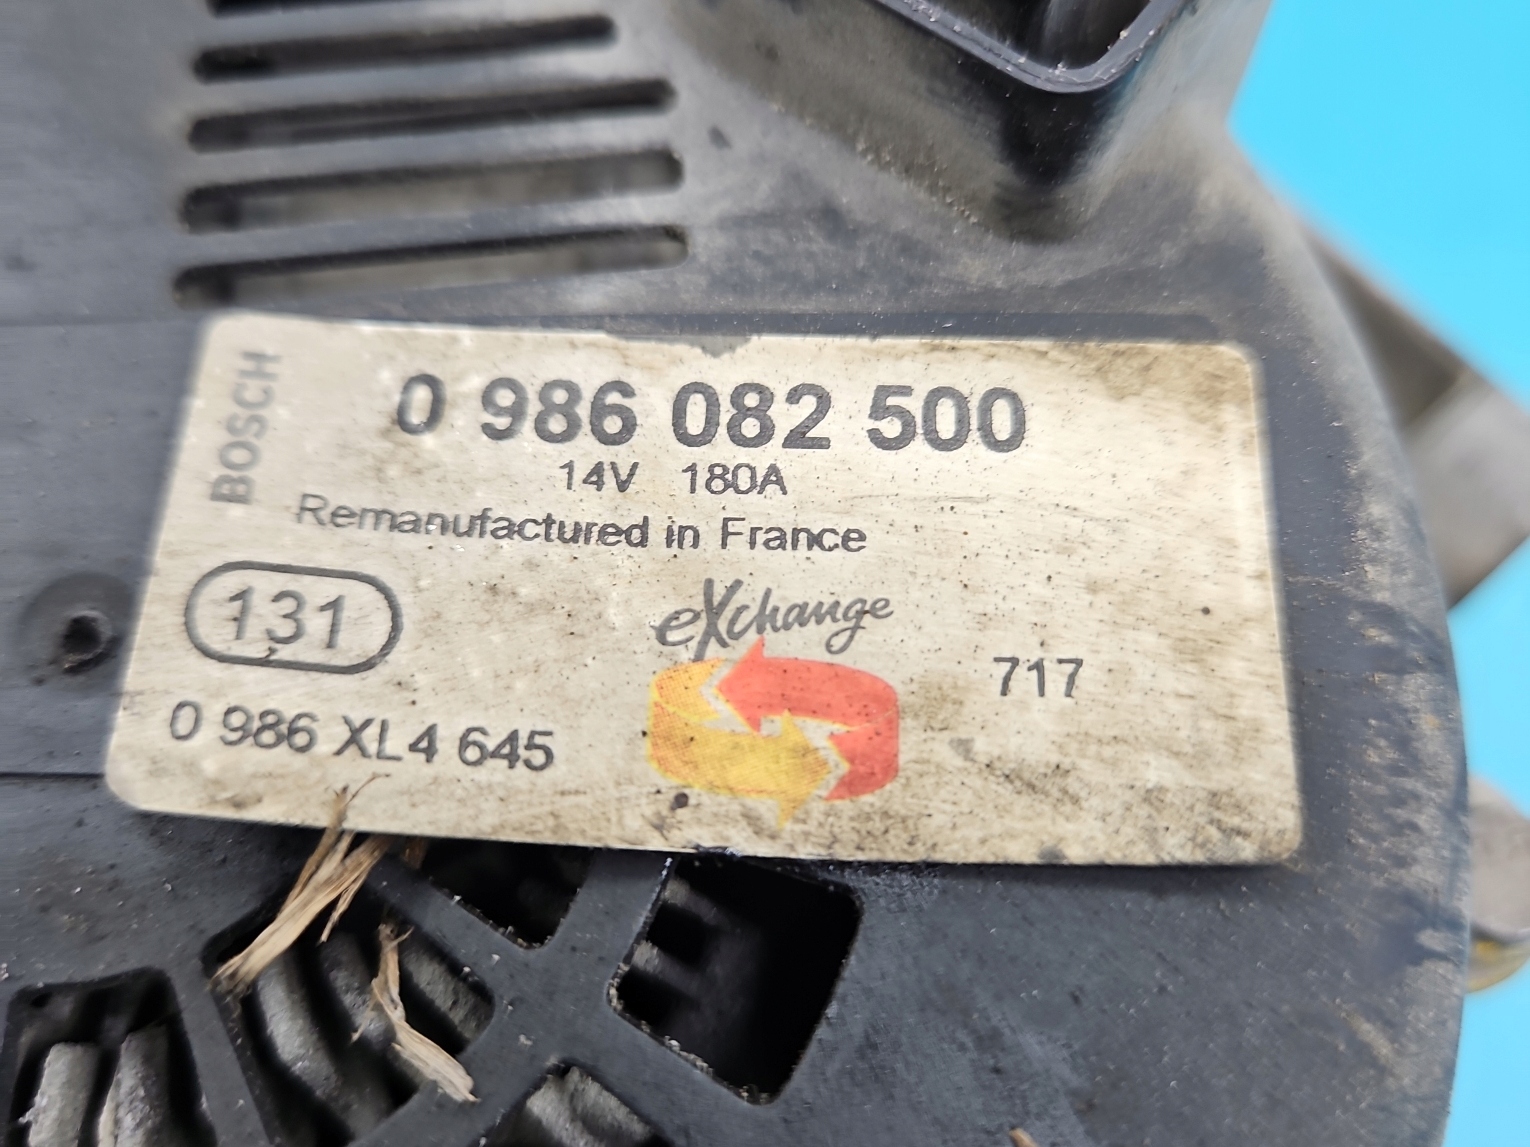 BOSCH
0 986 082 500
14V 180A
Remanufactured in France
131
eXchange
717
0 986 XL4 645